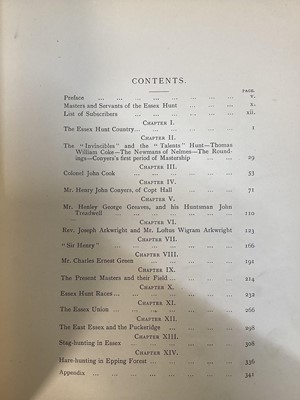 CONTENTS.
PAGE.
Preface ... ... ... ... ... ... ... ... v.
Masters and Servants of the Essex Hunt ... ... ... x.
List of Subscribers ... ... ... ... ... ... xii.
CHAPTER I.
The Essex Hunt Country... ... ... ... ... ... 1
CHAPTER II.
The "Invincibles" and the "Talents" Hunt—Thomas
William Coke—The Newmans of Nelmes—The Round-
ings—Conyers's first period of Mastership ... ... 29
CHAPTER III.
Colonel John Cook ... ... ... ... ... ... 53
CHAPTER IV.
Mr. Henry John Conyers, of Copt Hall ... ... ... 71
CHAPTER V.
Mr. Henley George Greaves, and his Huntsman John
Treadwell ... ... ... ... ... ... ... 110
CHAPTER VI.
Rev. Joseph Arkwright and Mr. Loftus Wigram Arkwright 123
CHAPTER VII.
"Sir Henry" ... ... ... ... ... ... ... 166
CHAPTER VIII.
Mr. Charles Ernest Green ... ... ... ... ... 191
CHAPTER IX.
The Present Masters and their Field... ... ... ... 214
CHAPTER X.
Essex Hunt Races... ... ... ... ... ... ... 232
CHAPTER XI.
The Essex Union ... ... ... ... ... ... 266
CHAPTER XII.
The East Essex and the Puckeridge ... ... ... ... 298
CHAPTER XIII.
Stag-hunting in Essex ... ... ... ... ... ... 308
CHAPTER XIV.
Hare-hunting in Epping Forest ... ... ... ... ... 336
Appendix ... ... ... ... ... ... ... ... 341